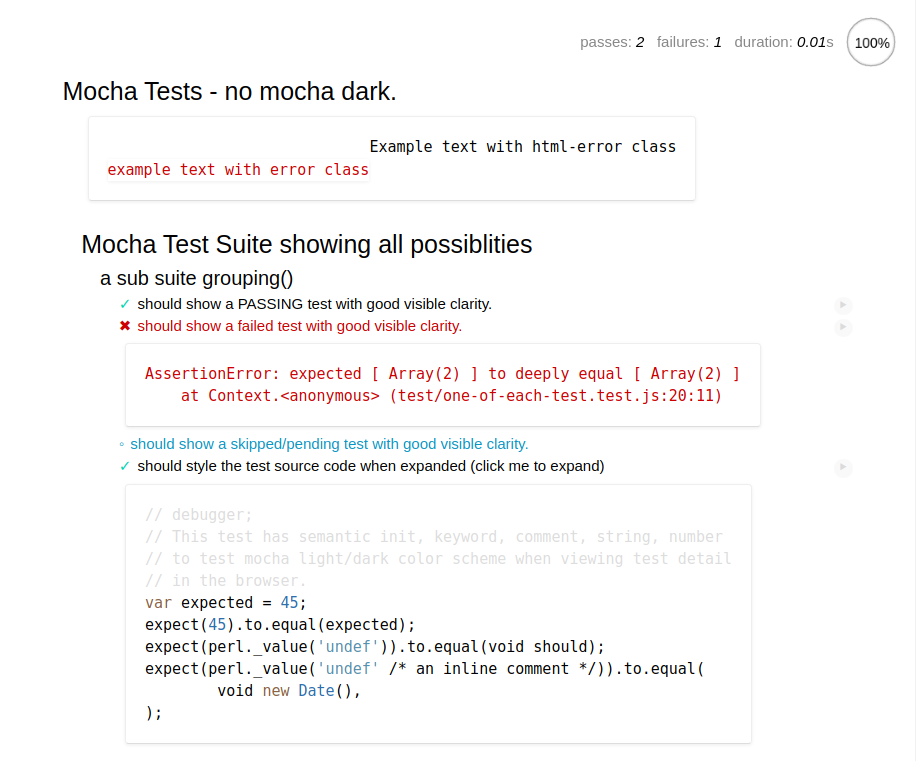 passes: 2 failures: 1 duration: 0.01s 100%
Mocha Tests - no mocha dark.
Example text with html-error class
example text with error class
Mocha Test Suite showing all possiblities
a sub suite grouping()
✓ should show a PASSING test with good visible clarity.
✖ should show a failed test with good visible clarity.
AssertionError: expected [ Array(2) ] to deeply equal [ Array(2) ]
    at Context.<anonymous> (test/one-of-each-test.test.js:20:11)
◦ should show a skipped/pending test with good visible clarity.
✓ should style the test source code when expanded (click me to expand)
// debugger;
// This test has semantic init, keyword, comment, string, number
// to test mocha light/dark color scheme when viewing test detail
// in the browser.
var expected = 45;
expect(45).to.equal(expected);
expect(perl._value('undef')).to.equal(void should);
expect(perl._value('undef' /* an inline comment */)).to.equal(
        void new Date(),
);